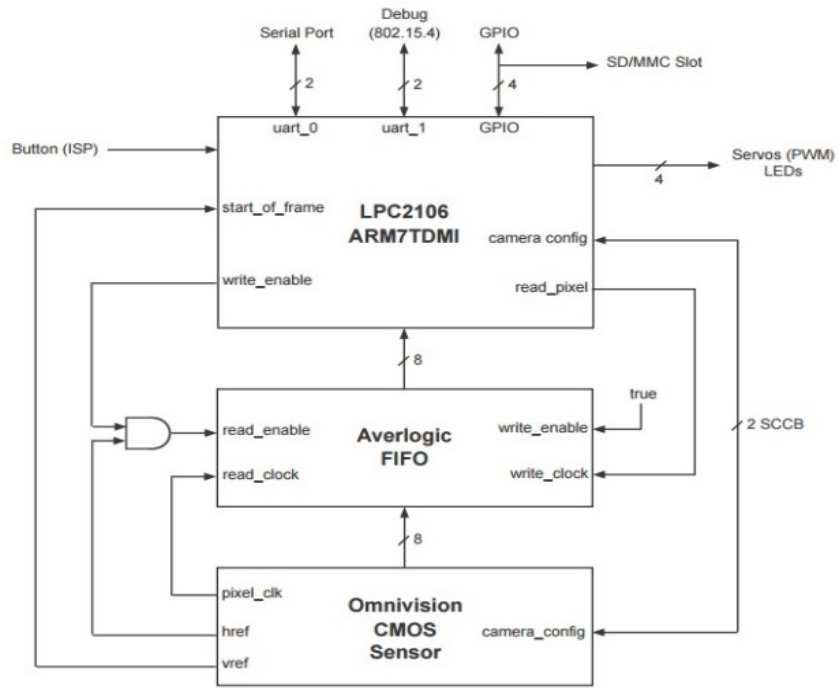 Debug
Serial Port
(802.15.4)
GPIO
SD/MMC Slot
2
2
4
uart_0
uart_1
GPIO
Button (ISP)
Servos (PWM)
LEDs
4
start_of_frame
LPC2106
ARM7TDMI
camera config
write_enable
read_pixel
8
true
read_enable
Averlogic
FIFO
write_enable
2 SCCB
read_clock
write_clock
8
pixel_clk
Omnivision
CMOS
Sensor
href
camera_config
vref